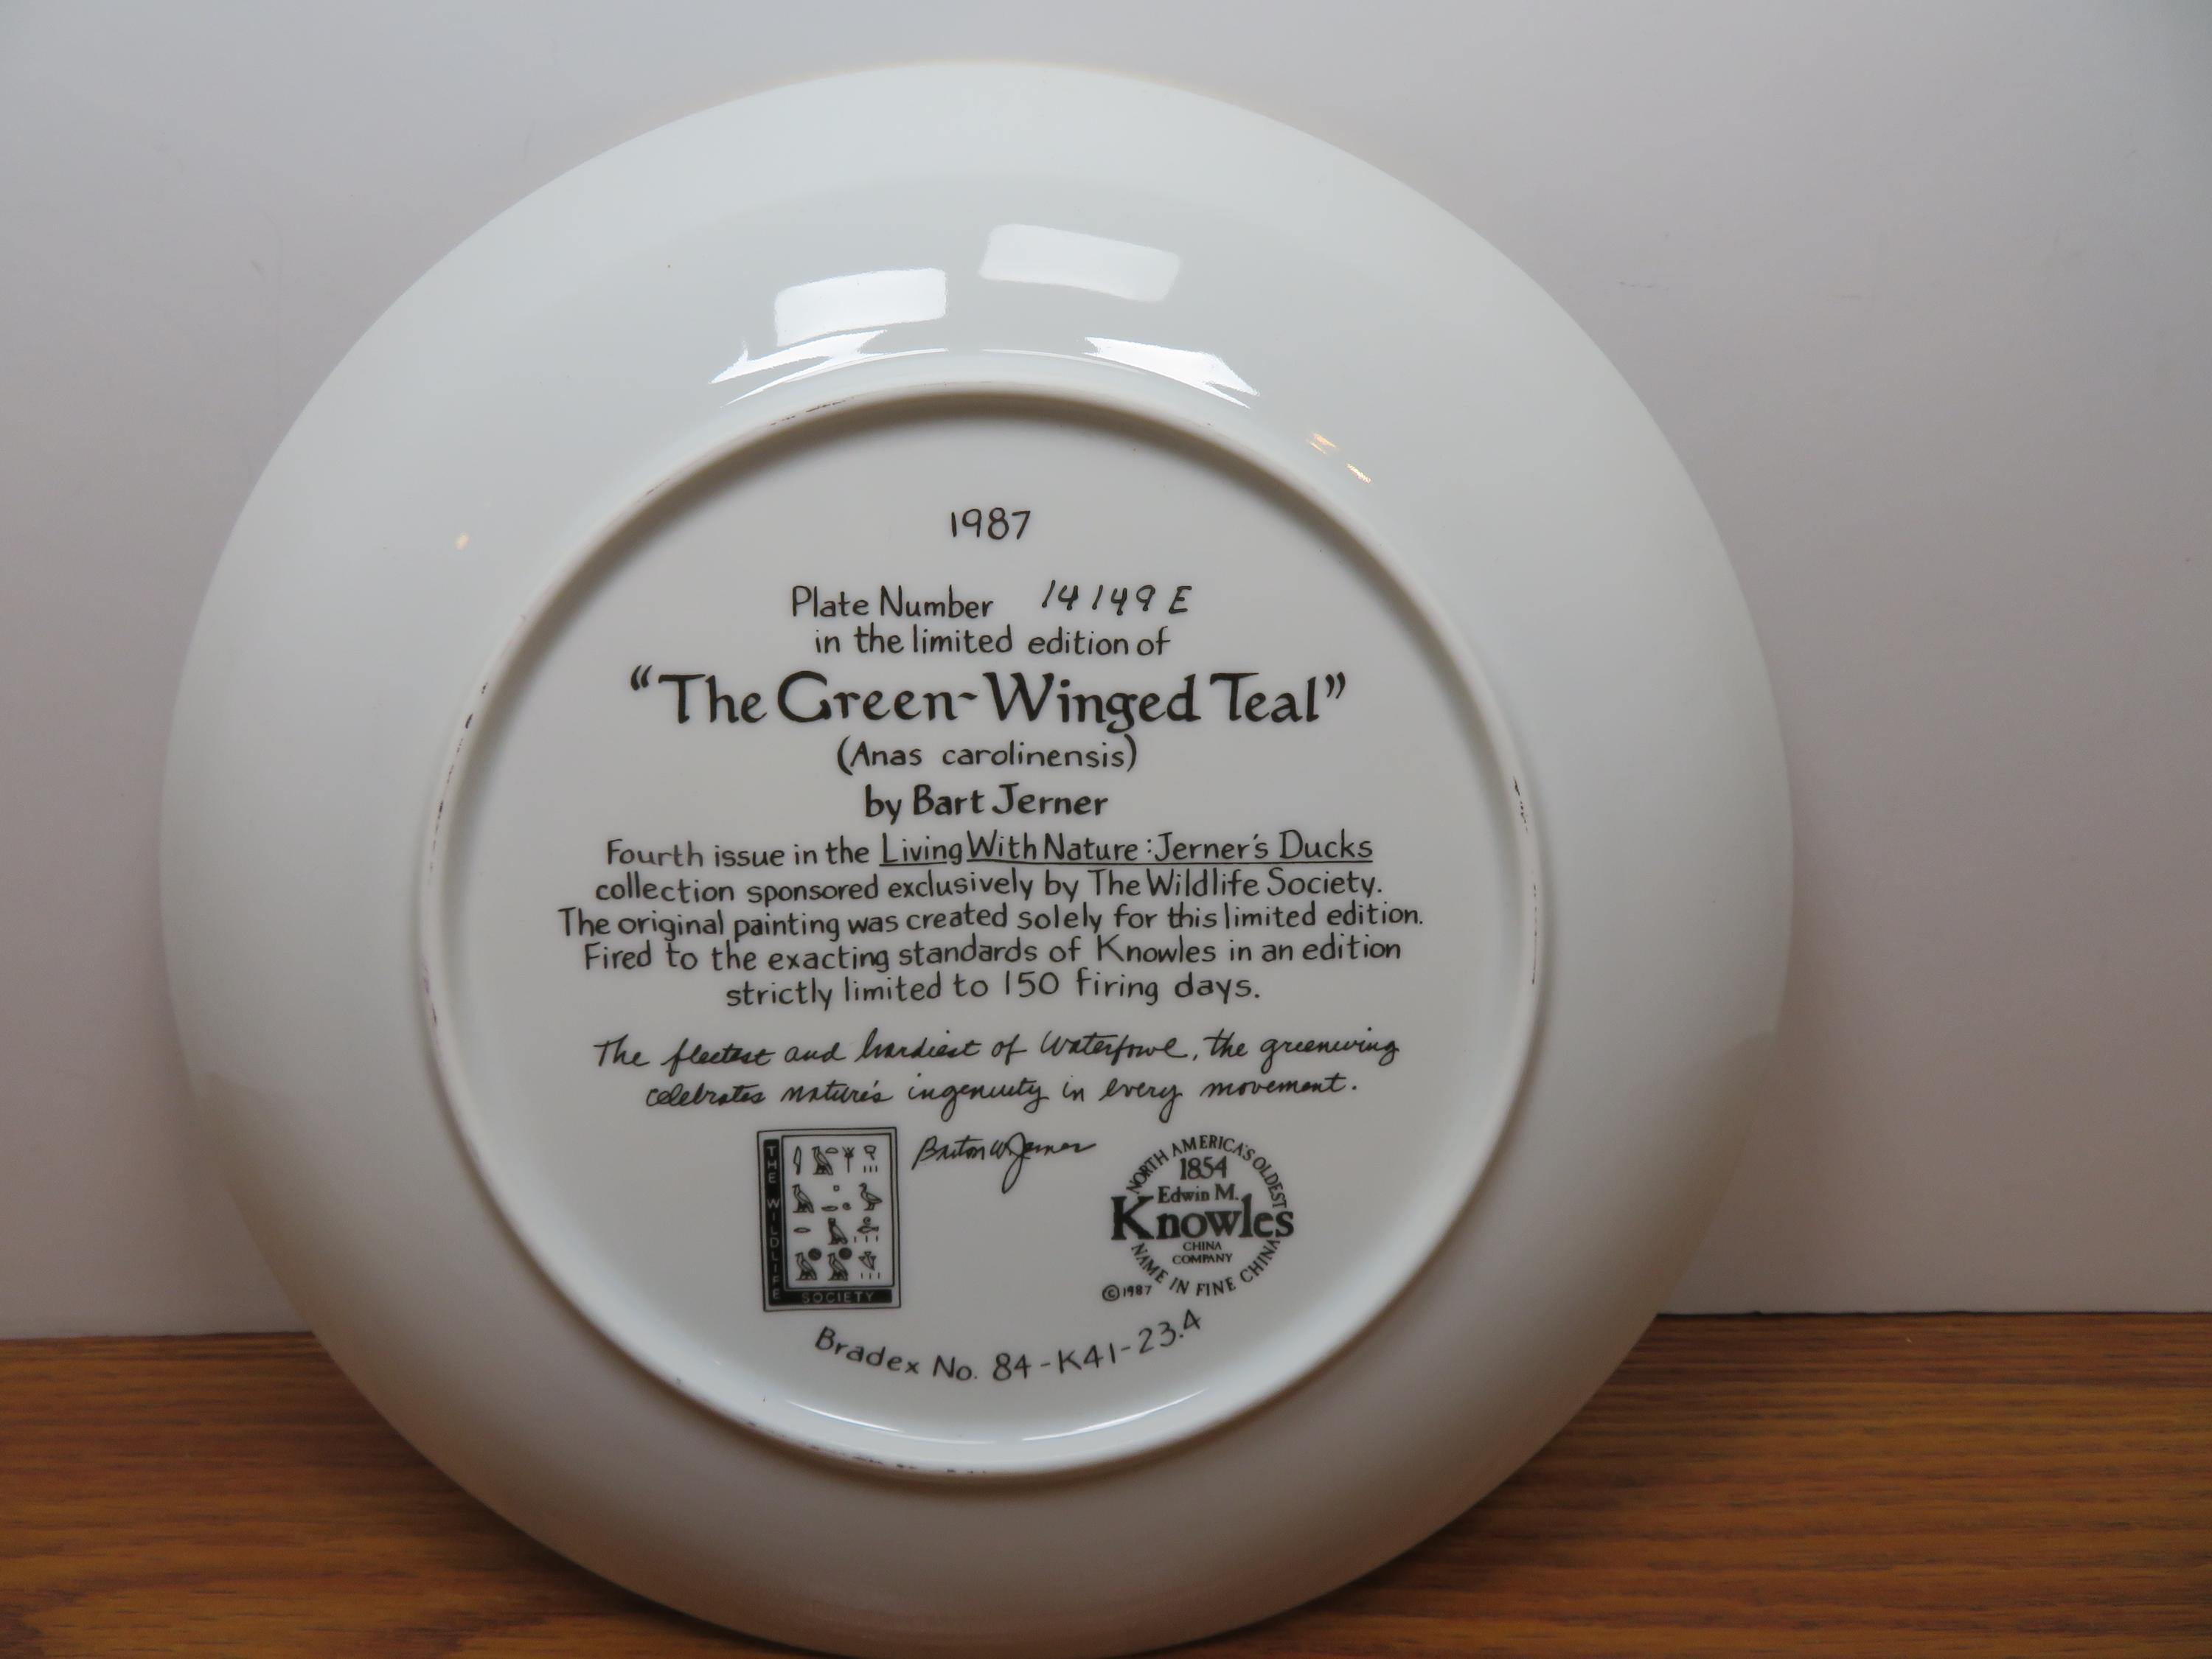 1987
Plate Number 14149E
in the limited edition of
"The Green-Winged Teal"
(Anas carolinensis)
by Bart Jerner
Fourth issue in the Living With Nature: Jerner's Ducks
collection sponsored exclusively by The Wildlife Society.
The original painting was created solely for this limited edition.
Fired to the exacting standards of Knowles in an edition
strictly limited to 150 firing days.
The fleetest and hardiest of waterfowl, the greenwing
celebrates nature's ingenuity in every movement.
Barton W. Jerner
THE WILDLIFE
SOCIETY
NORTH AMERICA'S OLDEST
1854
Edwin M.
Knowles
CHINA
COMPANY
NAME IN FINE CHINA
©1987
Bradex No. 84-K41-23.4